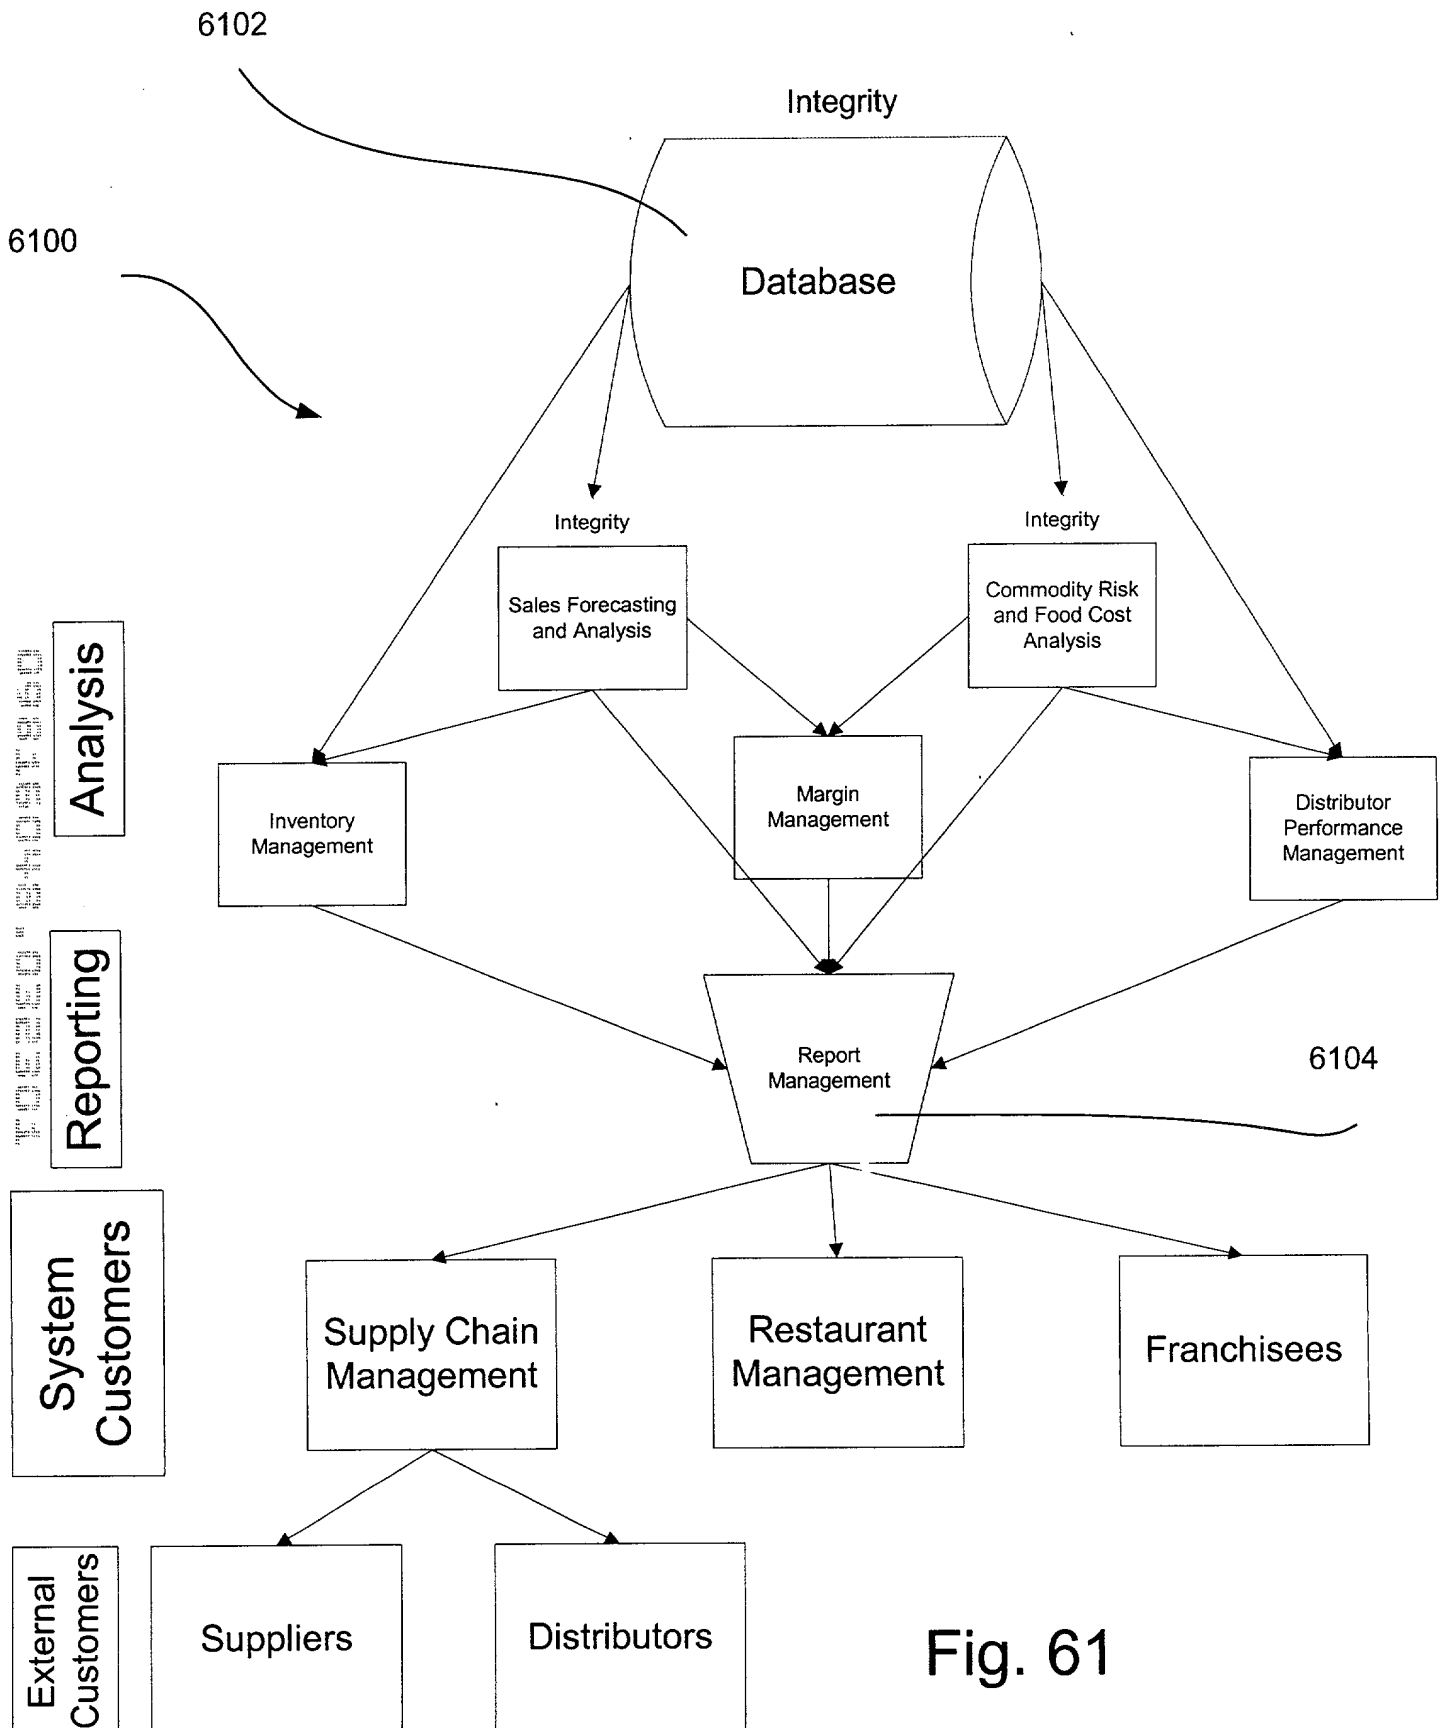 6102
Integrity
6100
Database
Integrity
Integrity
Sales Forecasting
and Analysis
Commodity Risk
and Food Cost
Analysis
Analysis
Inventory
Management
Margin
Management
Distributor
Performance
Management
Reporting
Report
Management
6104
System
Customers
Supply Chain
Management
Restaurant
Management
Franchisees
External
Customers
Suppliers
Distributors
Fig. 61